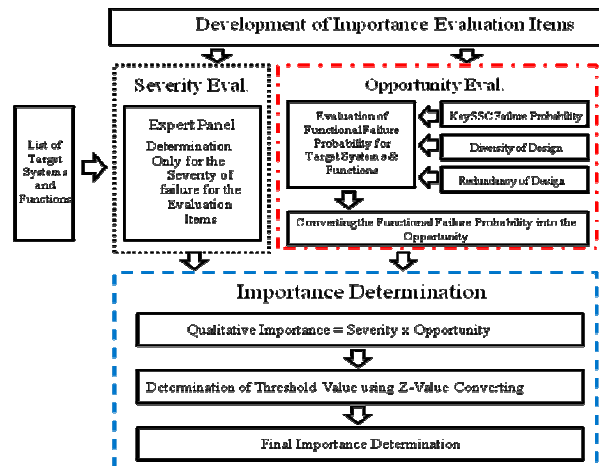 Development of Importance Evaluation Items
Severity Eval.
Opportunity Eval.
List of
Target
Systems
and
Functions
Expert Panel
Determination
Only for the
Severity of
failure for the
Evaluation
Items
Evaluation of
Functional Failure
Probability for
Target Systems &
Functions
KeySSC Failure Probability
Diversity of Design
Redundancy of Design
Converting the Functional Failure Probability into the
Opportunity
Importance Determination
Qualitative Importance = Severity x Opportunity
Determination of Threshold Value using Z-Value Converting
Final Importance Determination